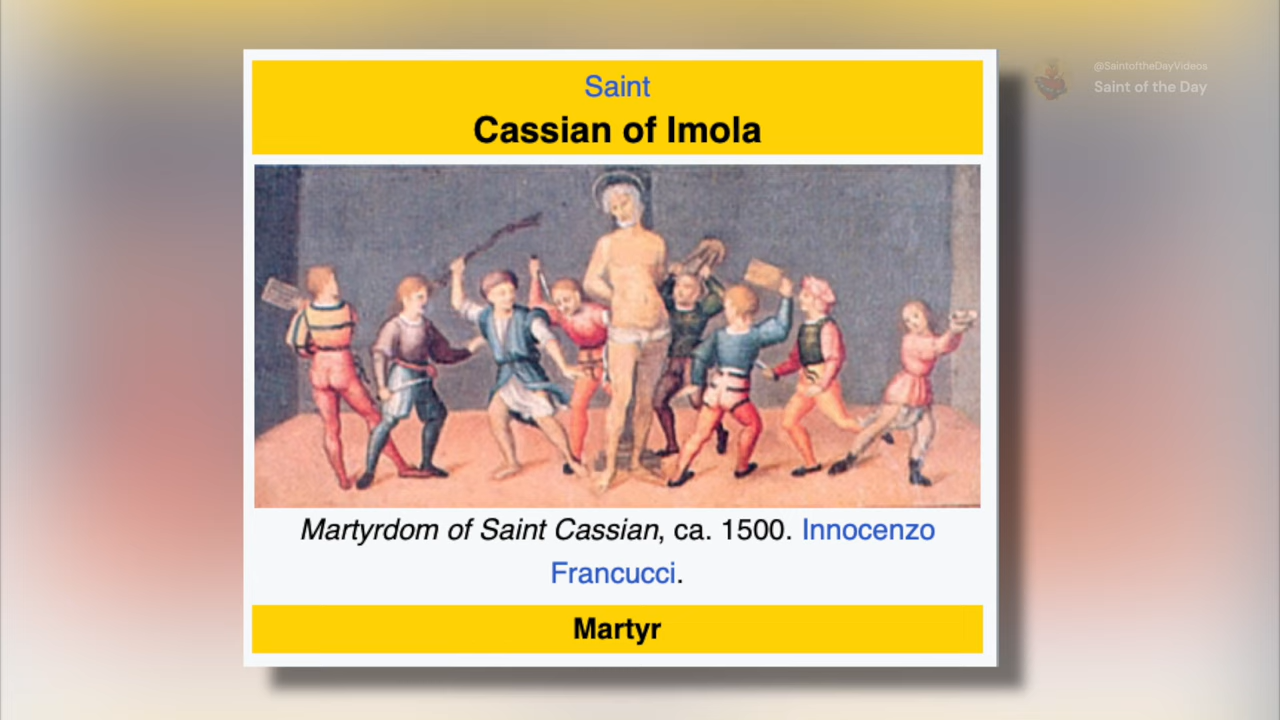 @SaintoftheDayVideos
Saint of the Day
Saint
Cassian of Imola
Martyrdom of Saint Cassian, ca. 1500. Innocenzo
Francucci.
Martyr